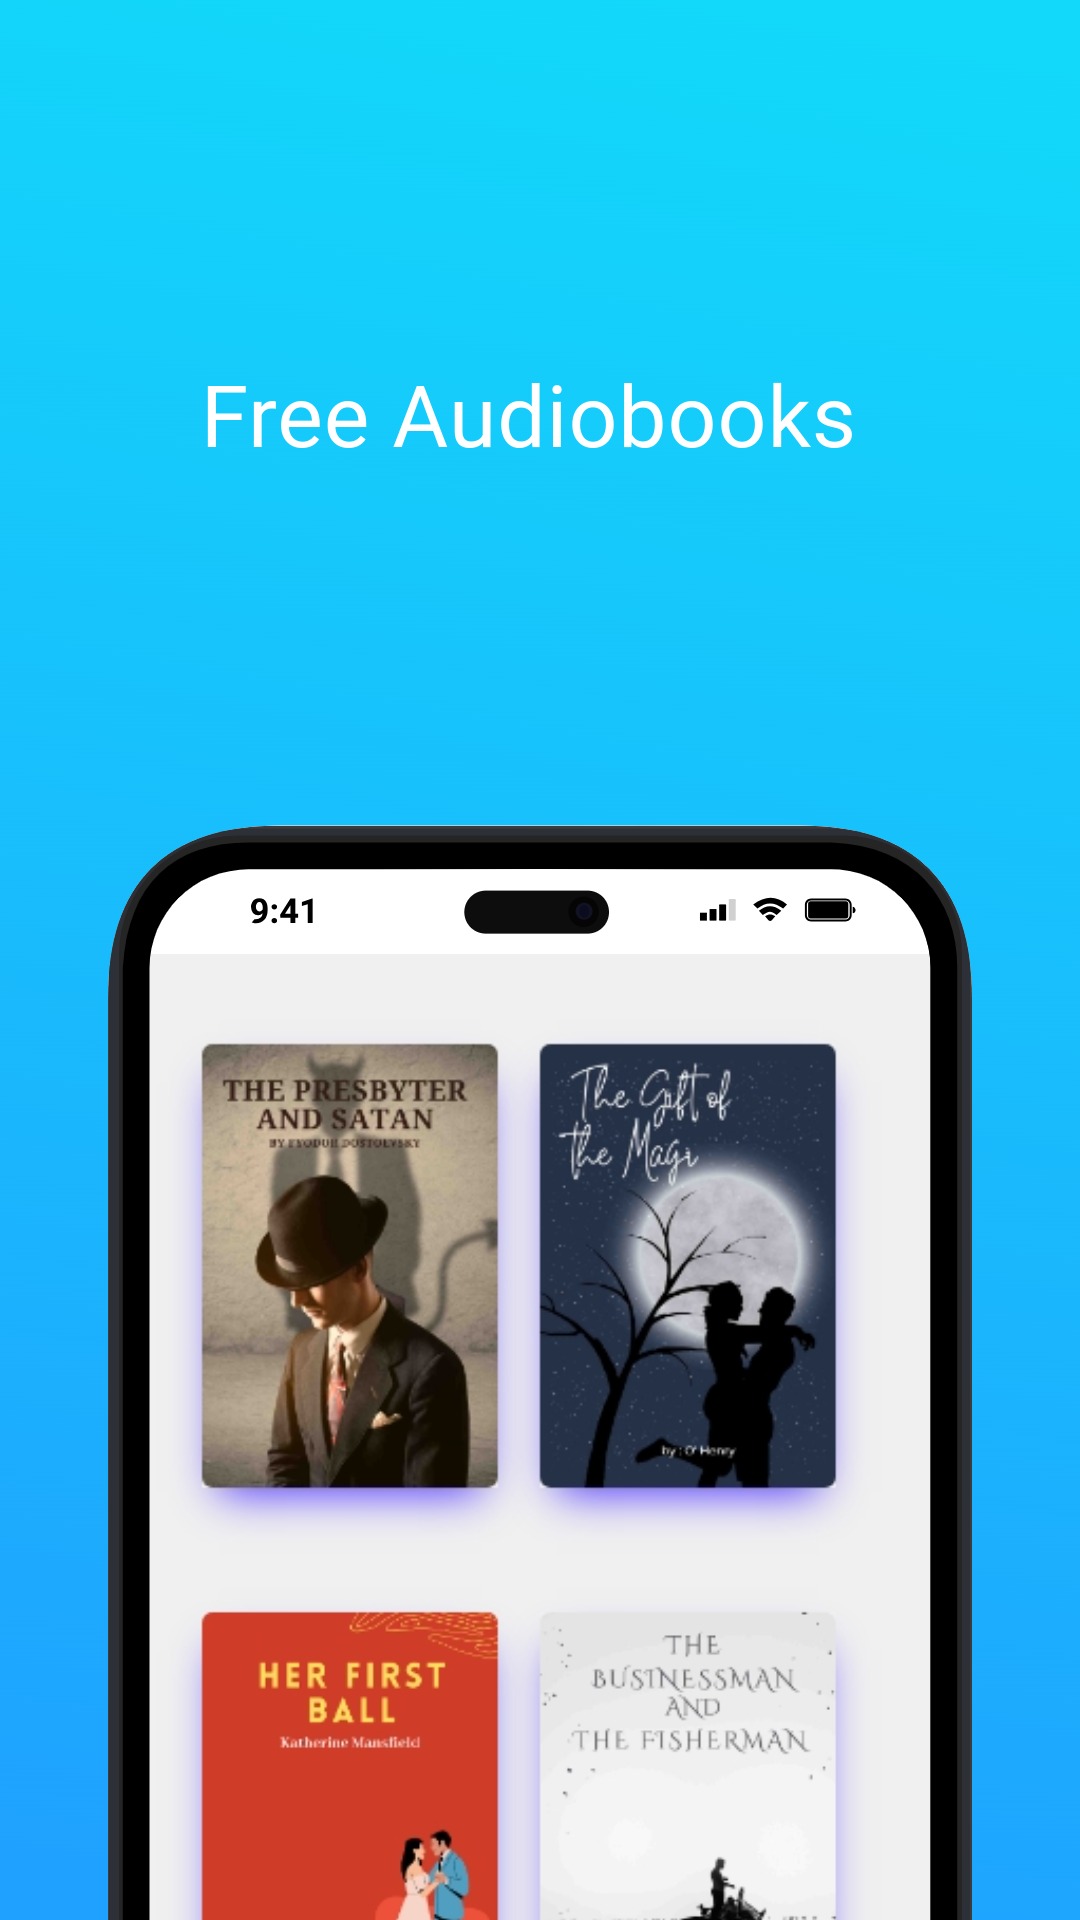 Free Audiobooks
9:41
THE PRESBYTER
AND SATAN
BY FYODOR DOSTOEVSKY
The Gift of
the Magi
by : O' Henry
HER FIRST
BALL
Katherine Mansfield
THE
BUSINESSMAN
AND
THE FISHERMAN